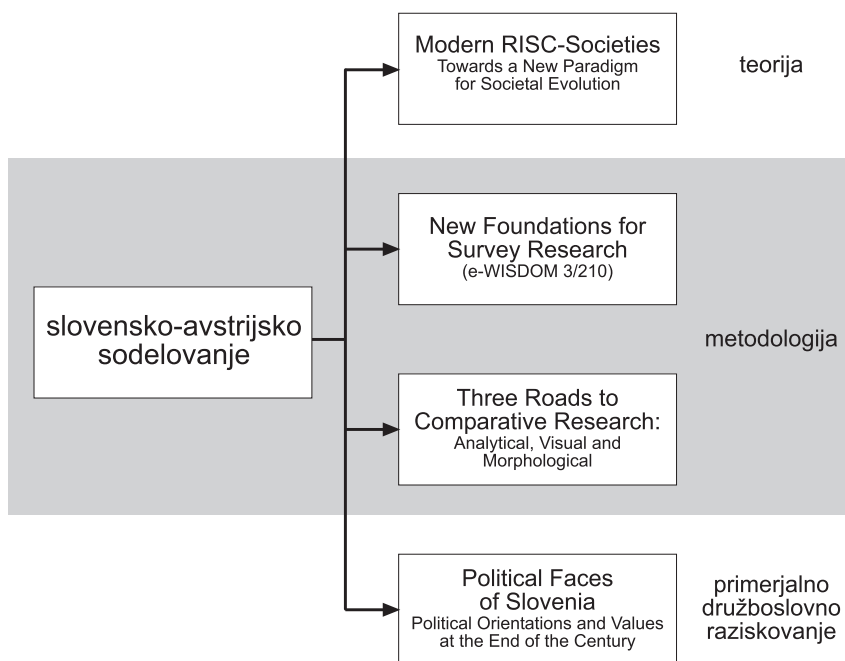 Modern RISC-Societies
Towards a New Paradigm
for Societal Evolution
teorija
New Foundations for
Survey Research
(e-WISDOM 3/210)
slovensko-avstrijsko
sodelovanje
metodologija
Three Roads to
Comparative Research:
Analytical, Visual and
Morphological
Political Faces
of Slovenia
Political Orientations and Values
at the End of the Century
primerjalno
družboslovno
raziskovanje